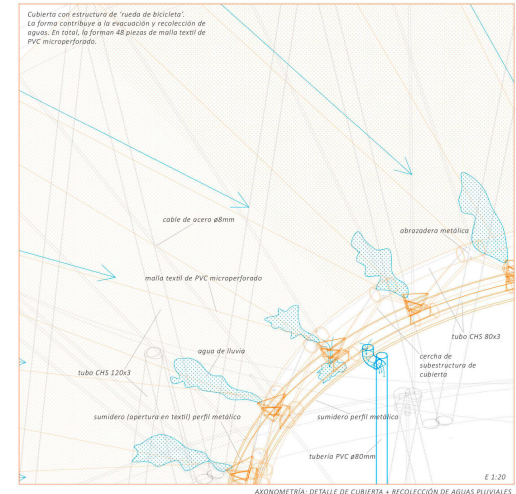 Cubierta con estructura de 'rueda de bicicleta'.
La forma contribuye a la evacuación y recolección de
aguas. En total, la forman 48 piezas de malla textil de
PVC microperforado.
cable de acero ø8mm
abrazadera metálica
malla textil de PVC microperforado
tubo CHS 80x3
agua de lluvia
cercha de
subestructura de
cubierta
tubo CHS 120x3
sumidero (apertura en textil) perfil metálico
sumidero perfil metálico
tubería PVC ø80mm
E 1:20
AXONOMETRÍA: DETALLE DE CUBIERTA + RECOLECCIÓN DE AGUAS PLUVIALES